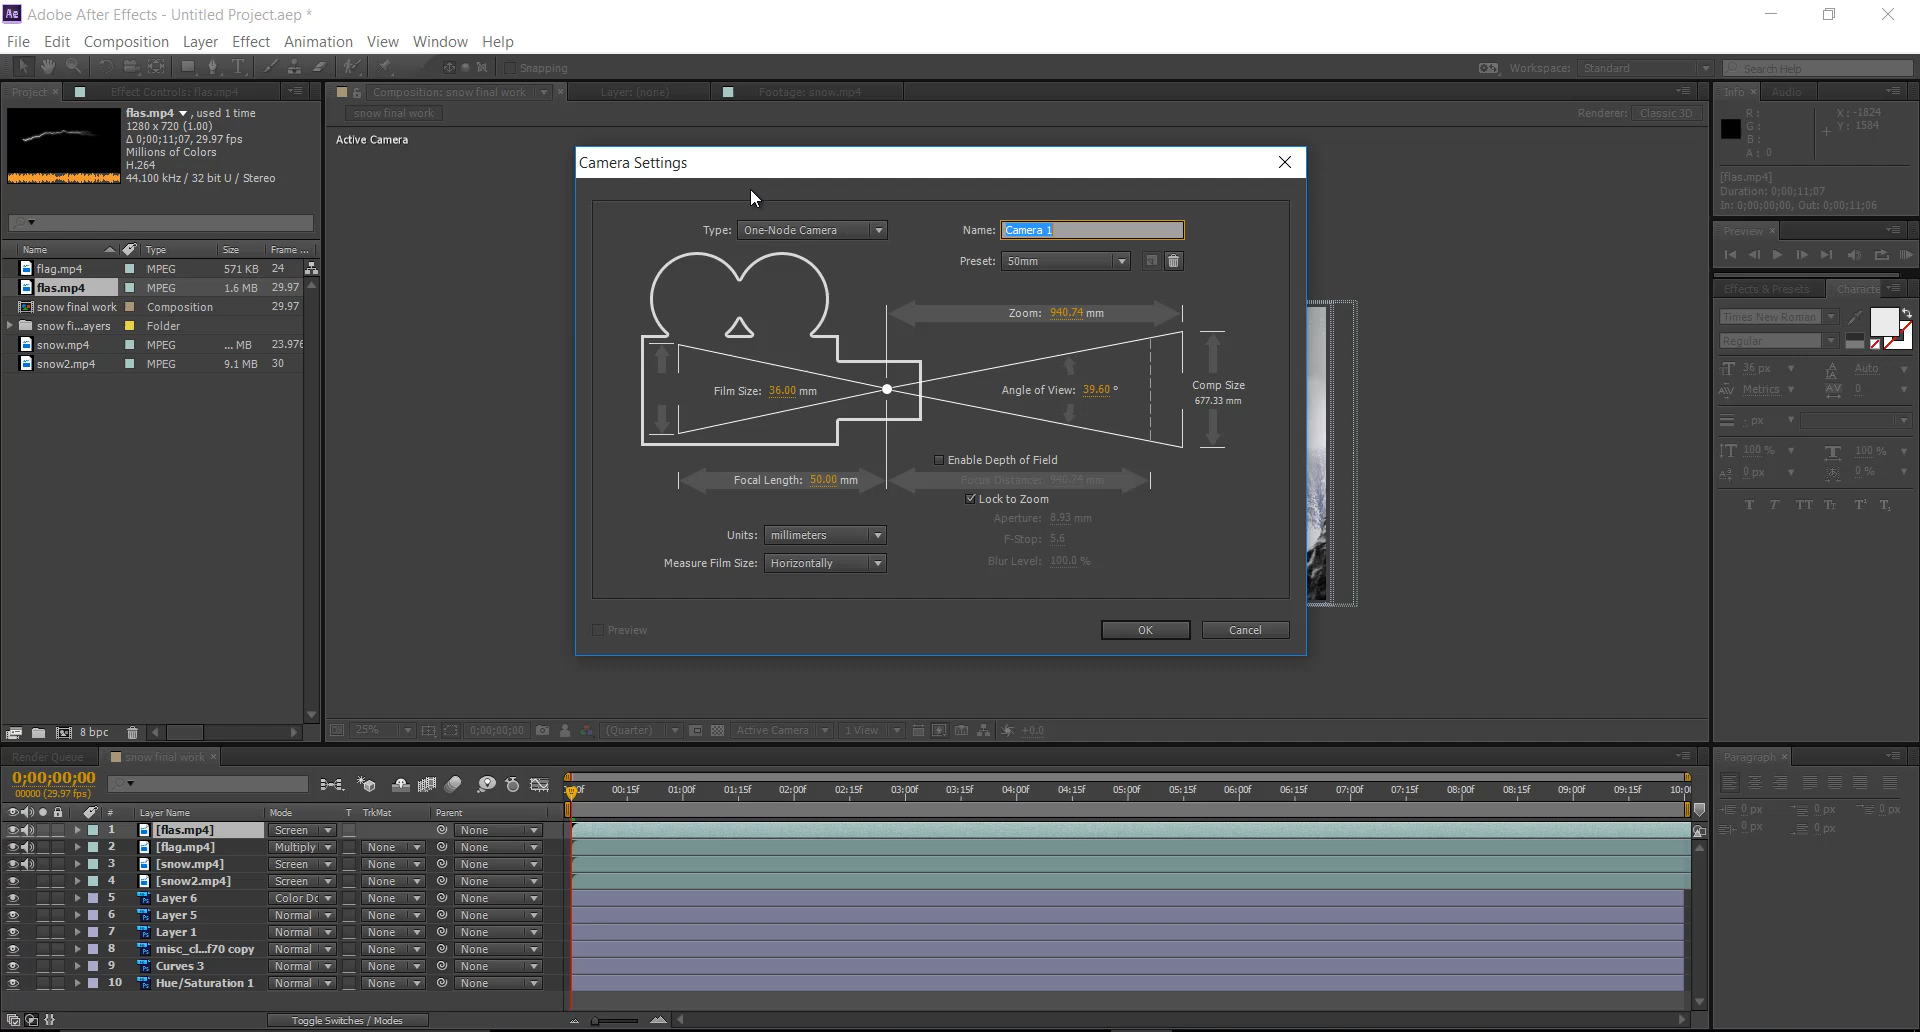 Ae Adobe After Effects - Untitled Project.aep *
File Edit Composition Layer Effect Animation View Window Help
T Snapping Workspace: Standard Search Help
Project × Effect Controls: flas.mp4 Composition: snow final work × Layer: (none) Footage: snow.mp4 Info × Audio
flas.mp4 , used 1 time
1280 x 720 (1.00)
Δ 0;00;11;07, 29.97 fps
Millions of Colors
H.264
44.100 kHz / 32 bit U / Stereo
snow final work Renderer: Classic 3D
Active Camera
R: X: -1824
G: Y: 1584
B:
A: 0
[flas.mp4]
Duration: 0;00;11;07
In: 0;00;00;00, Out: 0;00;11;06
Preview ×
Effects & Presets Characte
Times New Roman
Regular
36 px Auto
Metrics 0
- px
100 % 100 %
0 px 0 %
T T TT Tt T¹ T₁
Name Type Size Frame ...
flag.mp4 MPEG 571 KB 24
flas.mp4 MPEG 1.6 MB 29.97
snow final work Composition 29.97
snow fi...ayers Folder
snow.mp4 MPEG ... MB 23.976
snow2.mp4 MPEG 9.1 MB 30
8 bpc
Camera Settings
Type: One-Node Camera Name: Camera 1
Preset: 50mm
Zoom: 940.74 mm
Film Size: 36.00 mm Angle of View: 39.60 ° Comp Size
677.33 mm
Enable Depth of Field
Focal Length: 50.00 mm Focus Distance: 940.74 mm
Lock to Zoom
Aperture: 8.93 mm
Units: millimeters F-Stop: 5.6
Measure Film Size: Horizontally Blur Level: 100.0 %
Preview OK Cancel
25% 0;00;00;00 (Quarter) Active Camera 1 View +0.0
Render Queue snow final work × Paragraph ×
0;00;00;00
00000 (29.97 fps)
00f 00:15f 01:00f 01:15f 02:00f 02:15f 03:00f 03:15f 04:00f 04:15f 05:00f 05:15f 06:00f 06:15f 07:00f 07:15f 08:00f 08:15f 09:00f 09:15f 10:0
0 px 0 px 0 px
0 px 0 px
# Layer Name Mode T TrkMat Parent
1 [flas.mp4] Screen None
2 [flag.mp4] Multiply None None
3 [snow.mp4] Screen None None
4 [snow2.mp4] Screen None None
5 Layer 6 Color Dc None None
6 Layer 5 Normal None None
7 Layer 1 Normal None None
8 misc_cl...f70 copy Normal None None
9 Curves 3 Normal None None
10 Hue/Saturation 1 Normal None None
Toggle Switches / Modes